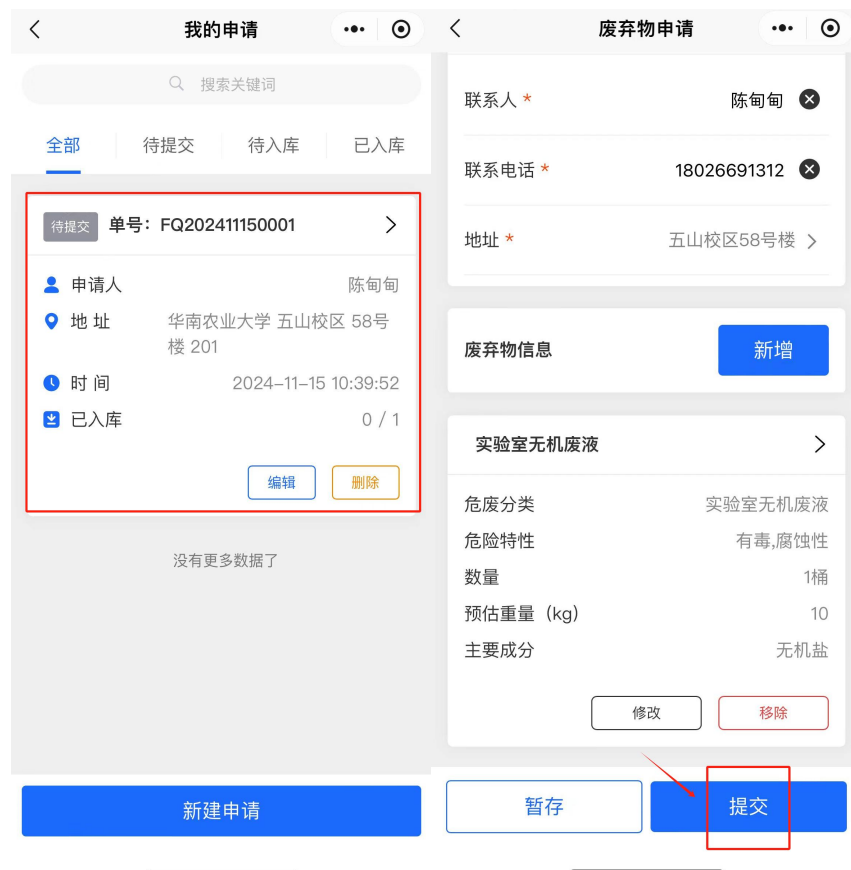 我的申请
搜索关键词
全部
待提交
待入库
已入库
待提交 单号：FQ202411150001
申请人 陈甸甸
地 址 华南农业大学 五山校区 58号
楼 201
时 间 2024-11-15 10:39:52
已入库 0 / 1
编辑 删除
没有更多数据了
新建申请
废弃物申请
联系人 * 陈甸甸
联系电话 * 18026691312
地址 * 五山校区58号楼
废弃物信息 新增
实验室无机废液
危废分类 实验室无机废液
危险特性 有毒,腐蚀性
数量 1桶
预估重量（kg） 10
主要成分 无机盐
修改 移除
暂存 提交